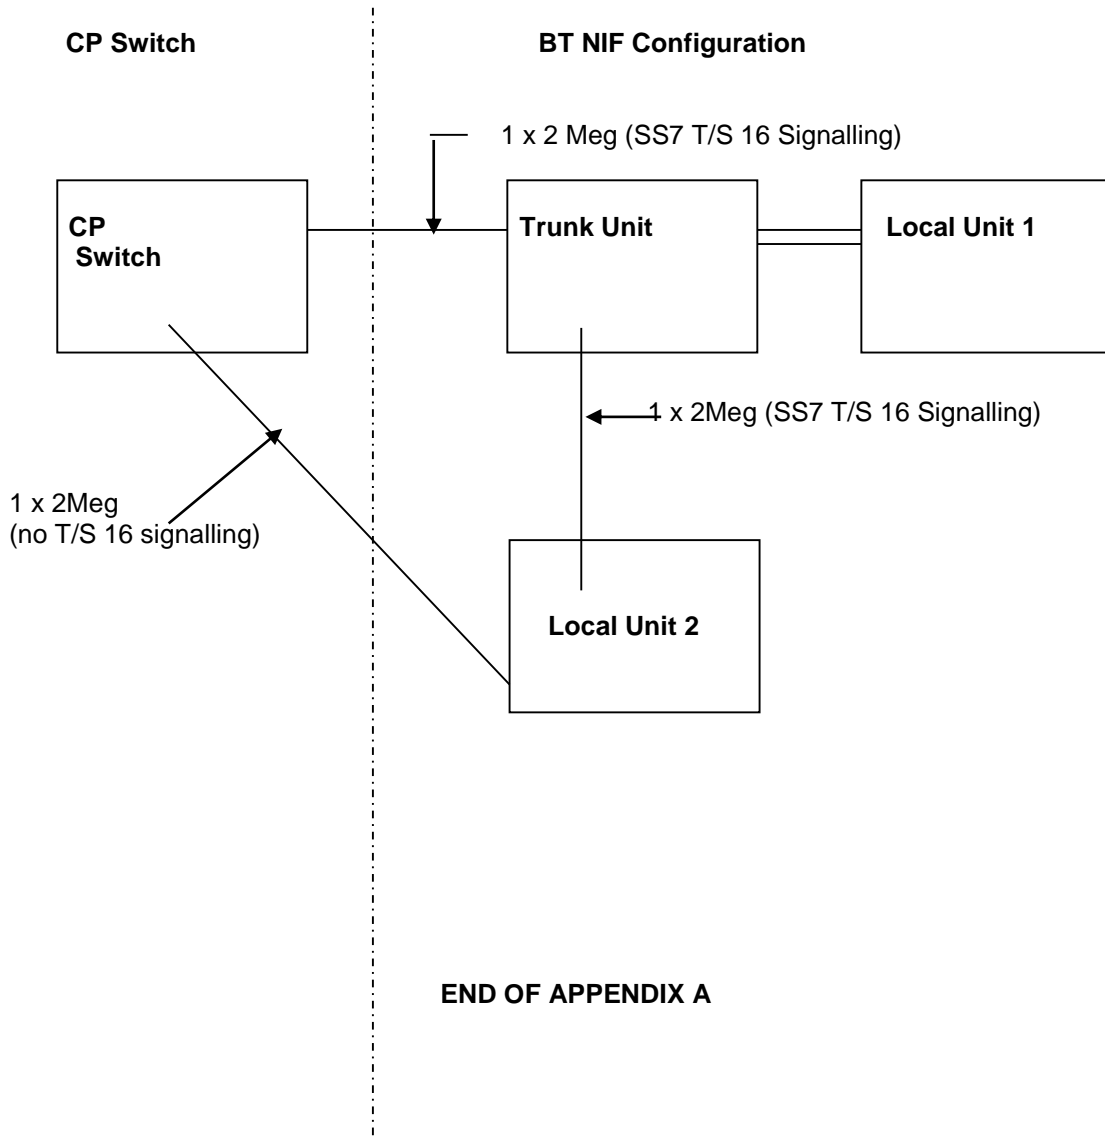 CP Switch
BT NIF Configuration
1 x 2 Meg (SS7 T/S 16 Signalling)
CP
Switch
Trunk Unit
Local Unit 1
1 x 2Meg (SS7 T/S 16 Signalling)
1 x 2Meg
(no T/S 16 signalling)
Local Unit 2
END OF APPENDIX A